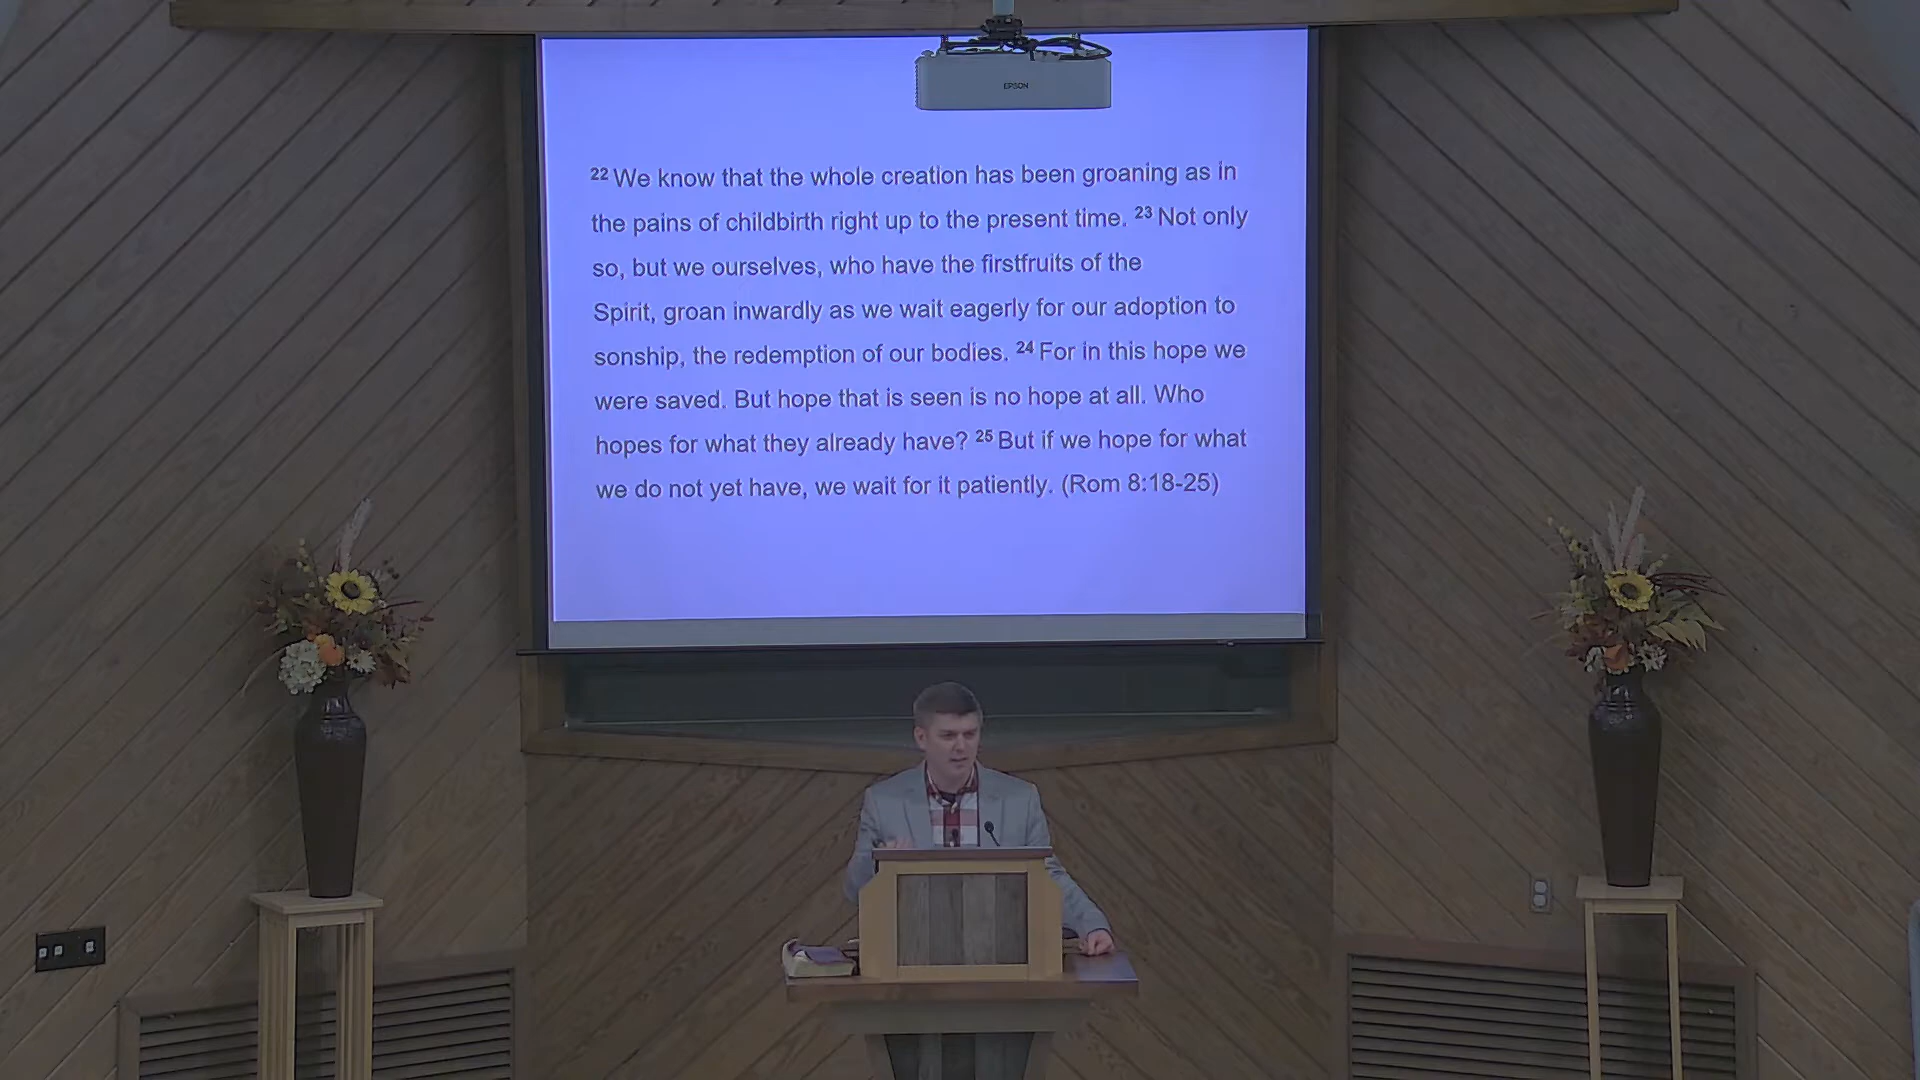 EPSON
²² We know that the whole creation has been groaning as in
the pains of childbirth right up to the present time. ²³ Not only
so, but we ourselves, who have the firstfruits of the
Spirit, groan inwardly as we wait eagerly for our adoption to
sonship, the redemption of our bodies. ²⁴ For in this hope we
were saved. But hope that is seen is no hope at all. Who
hopes for what they already have? ²⁵ But if we hope for what
we do not yet have, we wait for it patiently. (Rom 8:18-25)